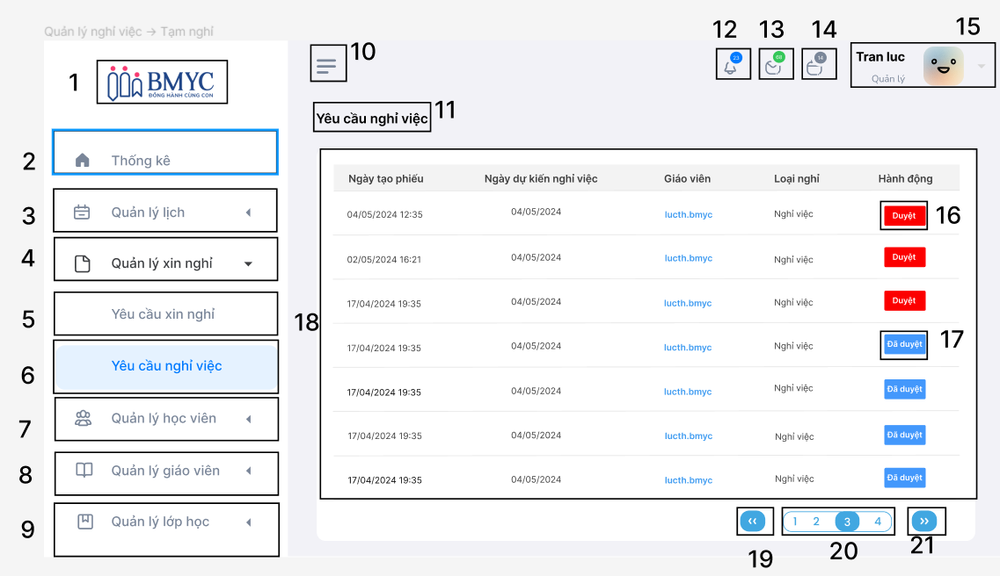 Quản lý nghỉ việc → Tạm nghỉ
1
BMYC
ĐỒNG HÀNH CÙNG CON
2
Thống kê
3
Quản lý lịch
4
Quản lý xin nghỉ
5
Yêu cầu xin nghỉ
6
Yêu cầu nghỉ việc
7
Quản lý học viên
8
Quản lý giáo viên
9
Quản lý lớp học
10
12
23
13
68
14
14
15
Tran luc
Quản lý
Yêu cầu nghỉ việc
11
18
Ngày tạo phiếu Ngày dự kiến nghỉ việc Giáo viên Loại nghỉ Hành động
04/05/2024 12:35 04/05/2024 lucth.bmyc Nghỉ việc Duyệt 16
02/05/2024 16:21 04/05/2024 lucth.bmyc Nghỉ việc Duyệt
17/04/2024 19:35 04/05/2024 lucth.bmyc Nghỉ việc Duyệt
17/04/2024 19:35 04/05/2024 lucth.bmyc Nghỉ việc Đã duyệt 17
17/04/2024 19:35 04/05/2024 lucth.bmyc Nghỉ việc Đã duyệt
17/04/2024 19:35 04/05/2024 lucth.bmyc Nghỉ việc Đã duyệt
17/04/2024 19:35 04/05/2024 lucth.bmyc Nghỉ việc Đã duyệt
‹‹ 1 2 3 4 ››
19 20 21